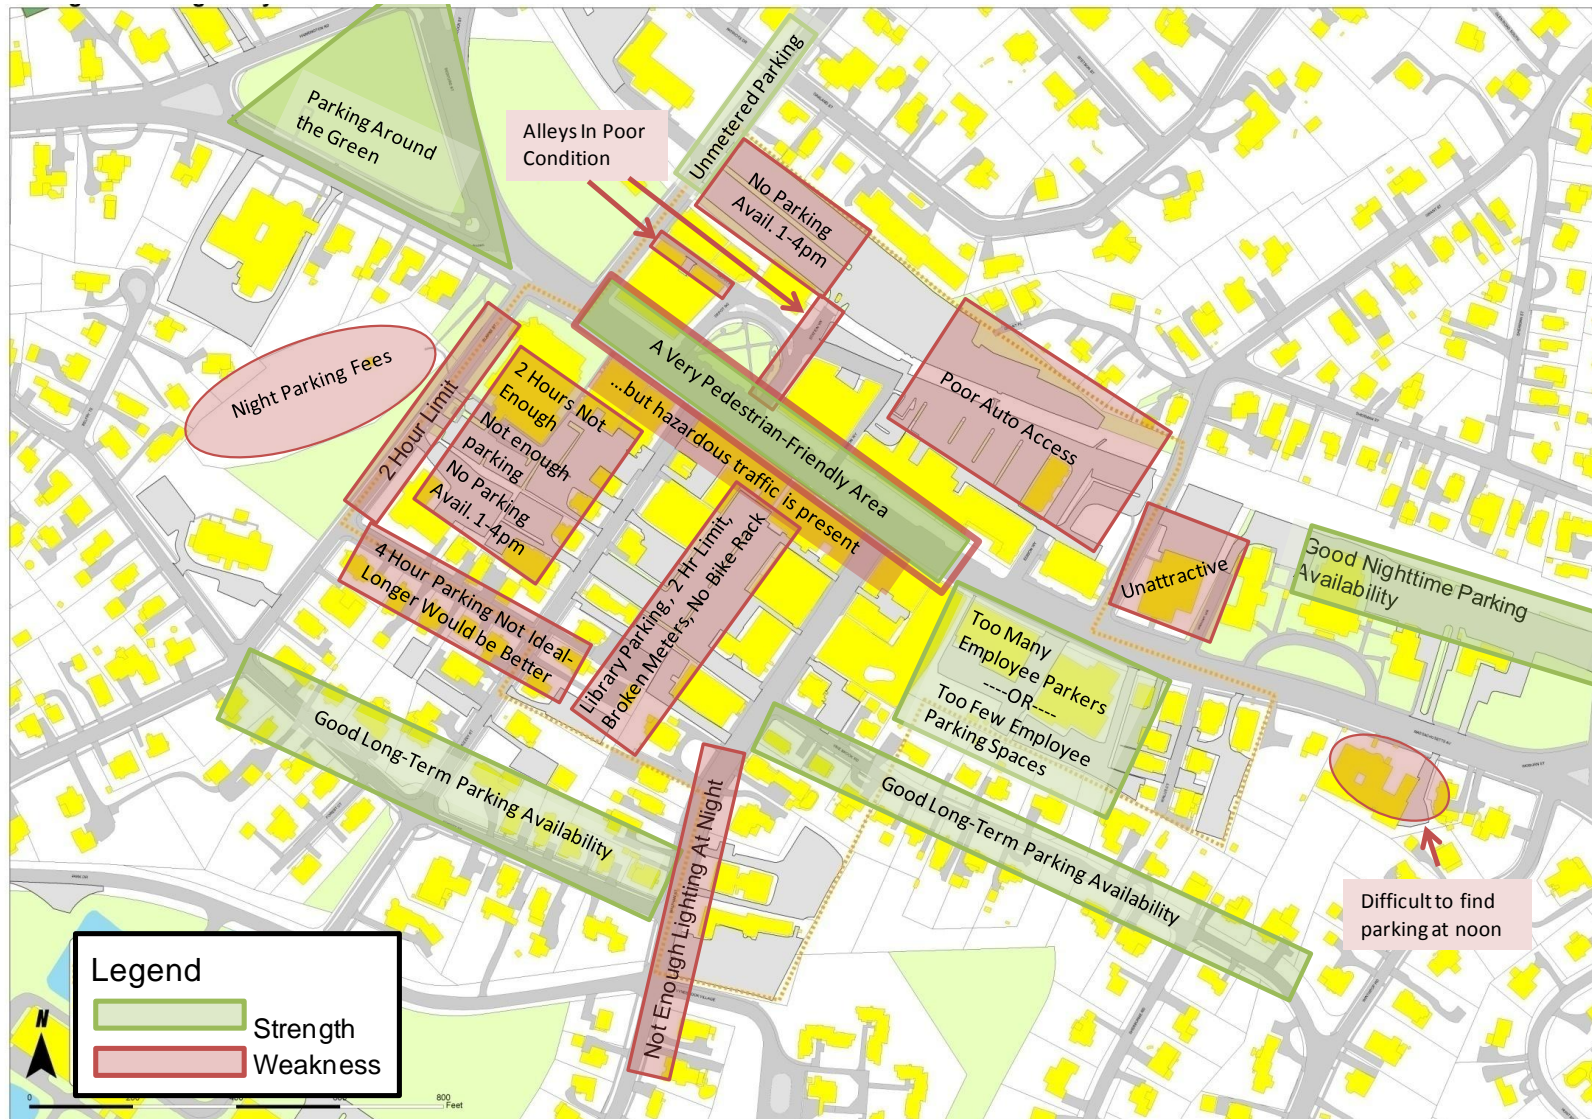 Parking Around
the Green
Alleys In Poor
Condition
Unmetered Parking
No Parking
Avail. 1-4pm
Night Parking Fees
2 Hour Limit
2 Hours Not
Enough
Not enough
parking
No Parking
Avail. 1-4pm
A Very Pedestrian-Friendly Area
...but hazardous traffic is present
Poor Auto Access
Unattractive
Good Nighttime Parking
Availability
4 Hour Parking Not Ideal-
Longer Would be Better
Library Parking, 2 Hr Limit,
Broken Meters, No Bike Rack
Too Many
Employee Parkers
----OR----
Too Few Employee
Parking Spaces
Good Long-Term Parking Availability
Good Long-Term Parking Availability
Not Enough Lighting At Night
Difficult to find
parking at noon
Legend
Strength
Weakness
N
0
800
Feet